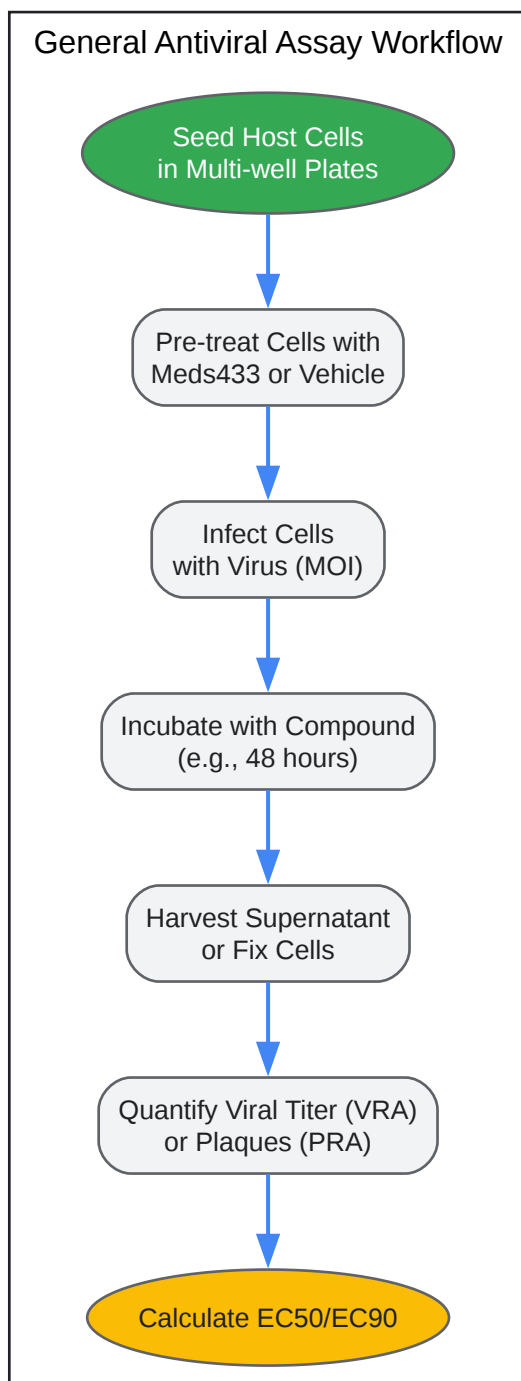 General Antiviral Assay Workflow
Seed Host Cells
in Multi-well Plates
Pre-treat Cells with
Meds433 or Vehicle
Infect Cells
with Virus (MOI)
Incubate with Compound
(e.g., 48 hours)
Harvest Supernatant
or Fix Cells
Quantify Viral Titer (VRA)
or Plaques (PRA)
Calculate EC50/EC90